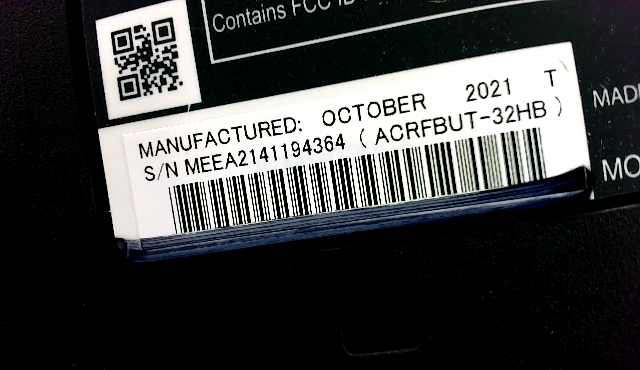 Contains FCC ID
MANUFACTURED: OCTOBER 2021 T
S/N MEEA2141194364 ( ACRFBUT-32HB )
MADE
MO